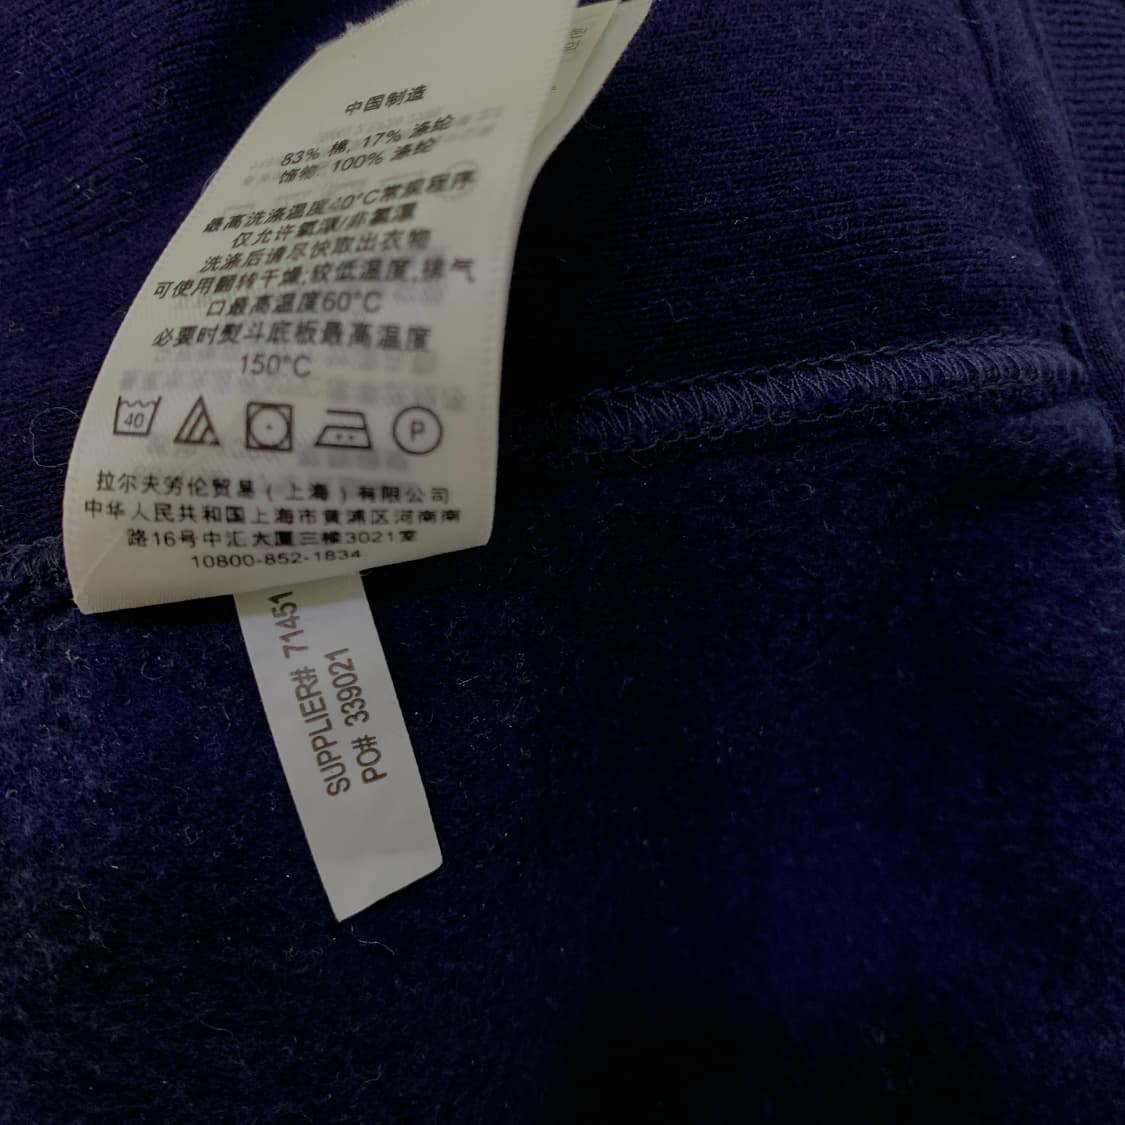 中国制造
83% 棉, 17% 涤纶
饰物: 100% 涤纶
最高洗涤温度40°C常规程序
仅允许氧漂/非氯漂
洗涤后请尽快取出衣物
可使用翻转干燥,较低温度,排气
口最高温度60°C
必要时熨斗底板最高温度
150°C
40
P
拉尔夫劳伦贸易(上海)有限公司
中华人民共和国上海市黄浦区河南南
路16号中汇大厦三楼3021室
10800-852-1834
SUPPLIER# 71451
PO# 339021